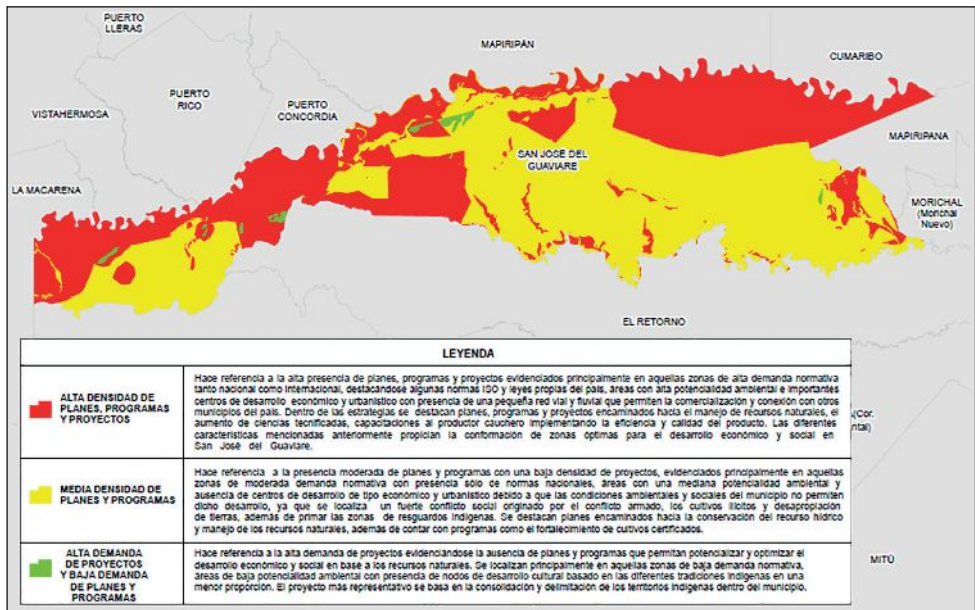 PUERTO
LLERAS
MAPIRIPÁN
CUMARIBO
PUERTO
RICO
VISTAHERMOSA
PUERTO
CONCORDIA
MAPIRIPANA
SAN JOSÉ DEL
GUAVIARE
LA MACARENA
MORICHAL
(Morichal
Nuevo)
EL RETORNO
LEYENDA
ALTA DENSIDAD DE
PLANES, PROGRAMAS
Y PROYECTOS
Hace referencia a la alta presencia de planes, programas y proyectos evidenciados principalmente en aquellas zonas de alta demanda normativa
tanto nacional como internacional, destacándose algunas normas ISO y leyes propias del país, áreas con alta potencialidad ambiental e importantes
centros de desarrollo económico y urbanístico con presencia de una pequeña red vial y fluvial que permiten la comercialización y conexión con otros
municipios del país. Dentro de las estrategias se destacan planes, programas y proyectos encaminados hacia el manejo de recursos naturales, el
aumento de ciencias tecnificadas, capacitaciones al productor cauchero implementando la eficiencia y calidad del producto. Las diferentes
características mencionadas anteriormente propician la conformación de zonas óptimas para el desarrollo económico y social en
San José del Guaviare.
(Cor.
ntal)
MEDIA DENSIDAD DE
PLANES Y PROGRAMAS
Hace referencia a la presencia moderada de planes y programas con una baja densidad de proyectos, evidenciados principalmente en aquellas
zonas de moderada demanda normativa con presencia sólo de normas nacionales, áreas con una mediana potencialidad ambiental y
ausencia de centros de desarrollo de tipo económico y urbanístico debido a que las condiciones ambientales y sociales del municipio no permiten
dicho desarrollo, ya que se localiza un fuerte conflicto social originado por el conflicto armado, los cultivos ilícitos y desapropiación
de tierras, además de primar las zonas de resguardos indígenas. Se destacan planes encaminados hacia la conservación del recurso hídrico
y manejo de los recursos naturales, además de contar con programas como el fortalecimiento de cultivos certificados.
ALTA DEMANDA
DE PROYECTOS
Y BAJA DEMANDA
DE PLANES Y
PROGRAMAS
Hace referencia a la alta demanda de proyectos evidenciándose la ausencia de planes y programas que permitan potencializar y optimizar el
desarrollo económico y social en base a los recursos naturales. Se localizan principalmente en aquellas zonas de baja demanda normativa,
áreas de baja potencialidad ambiental con presencia de nodos de desarrollo cultural basado en las diferentes tradiciones indígenas en una
menor proporción. El proyecto más representativo se basa en la consolidación y delimitación de los territorios indígenas dentro del municipio.
MITÚ